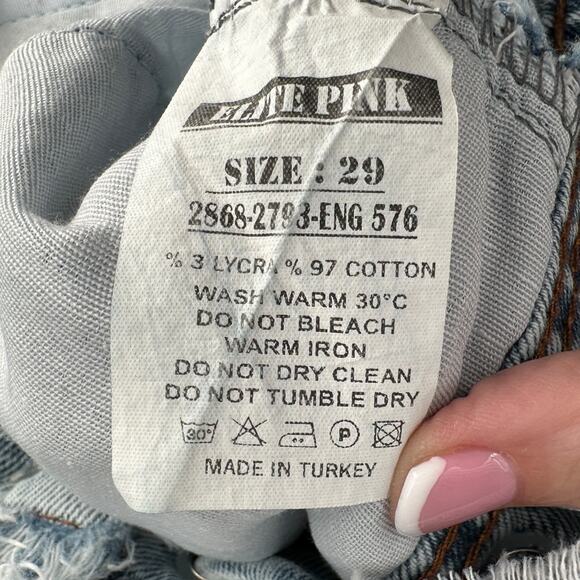 ELITE PINK
SIZE : 29
2868-2793-ENG 576
% 3 LYCRA % 97 COTTON
WASH WARM 30°C
DO NOT BLEACH
WARM IRON
DO NOT DRY CLEAN
DO NOT TUMBLE DRY
30° P
MADE IN TURKEY